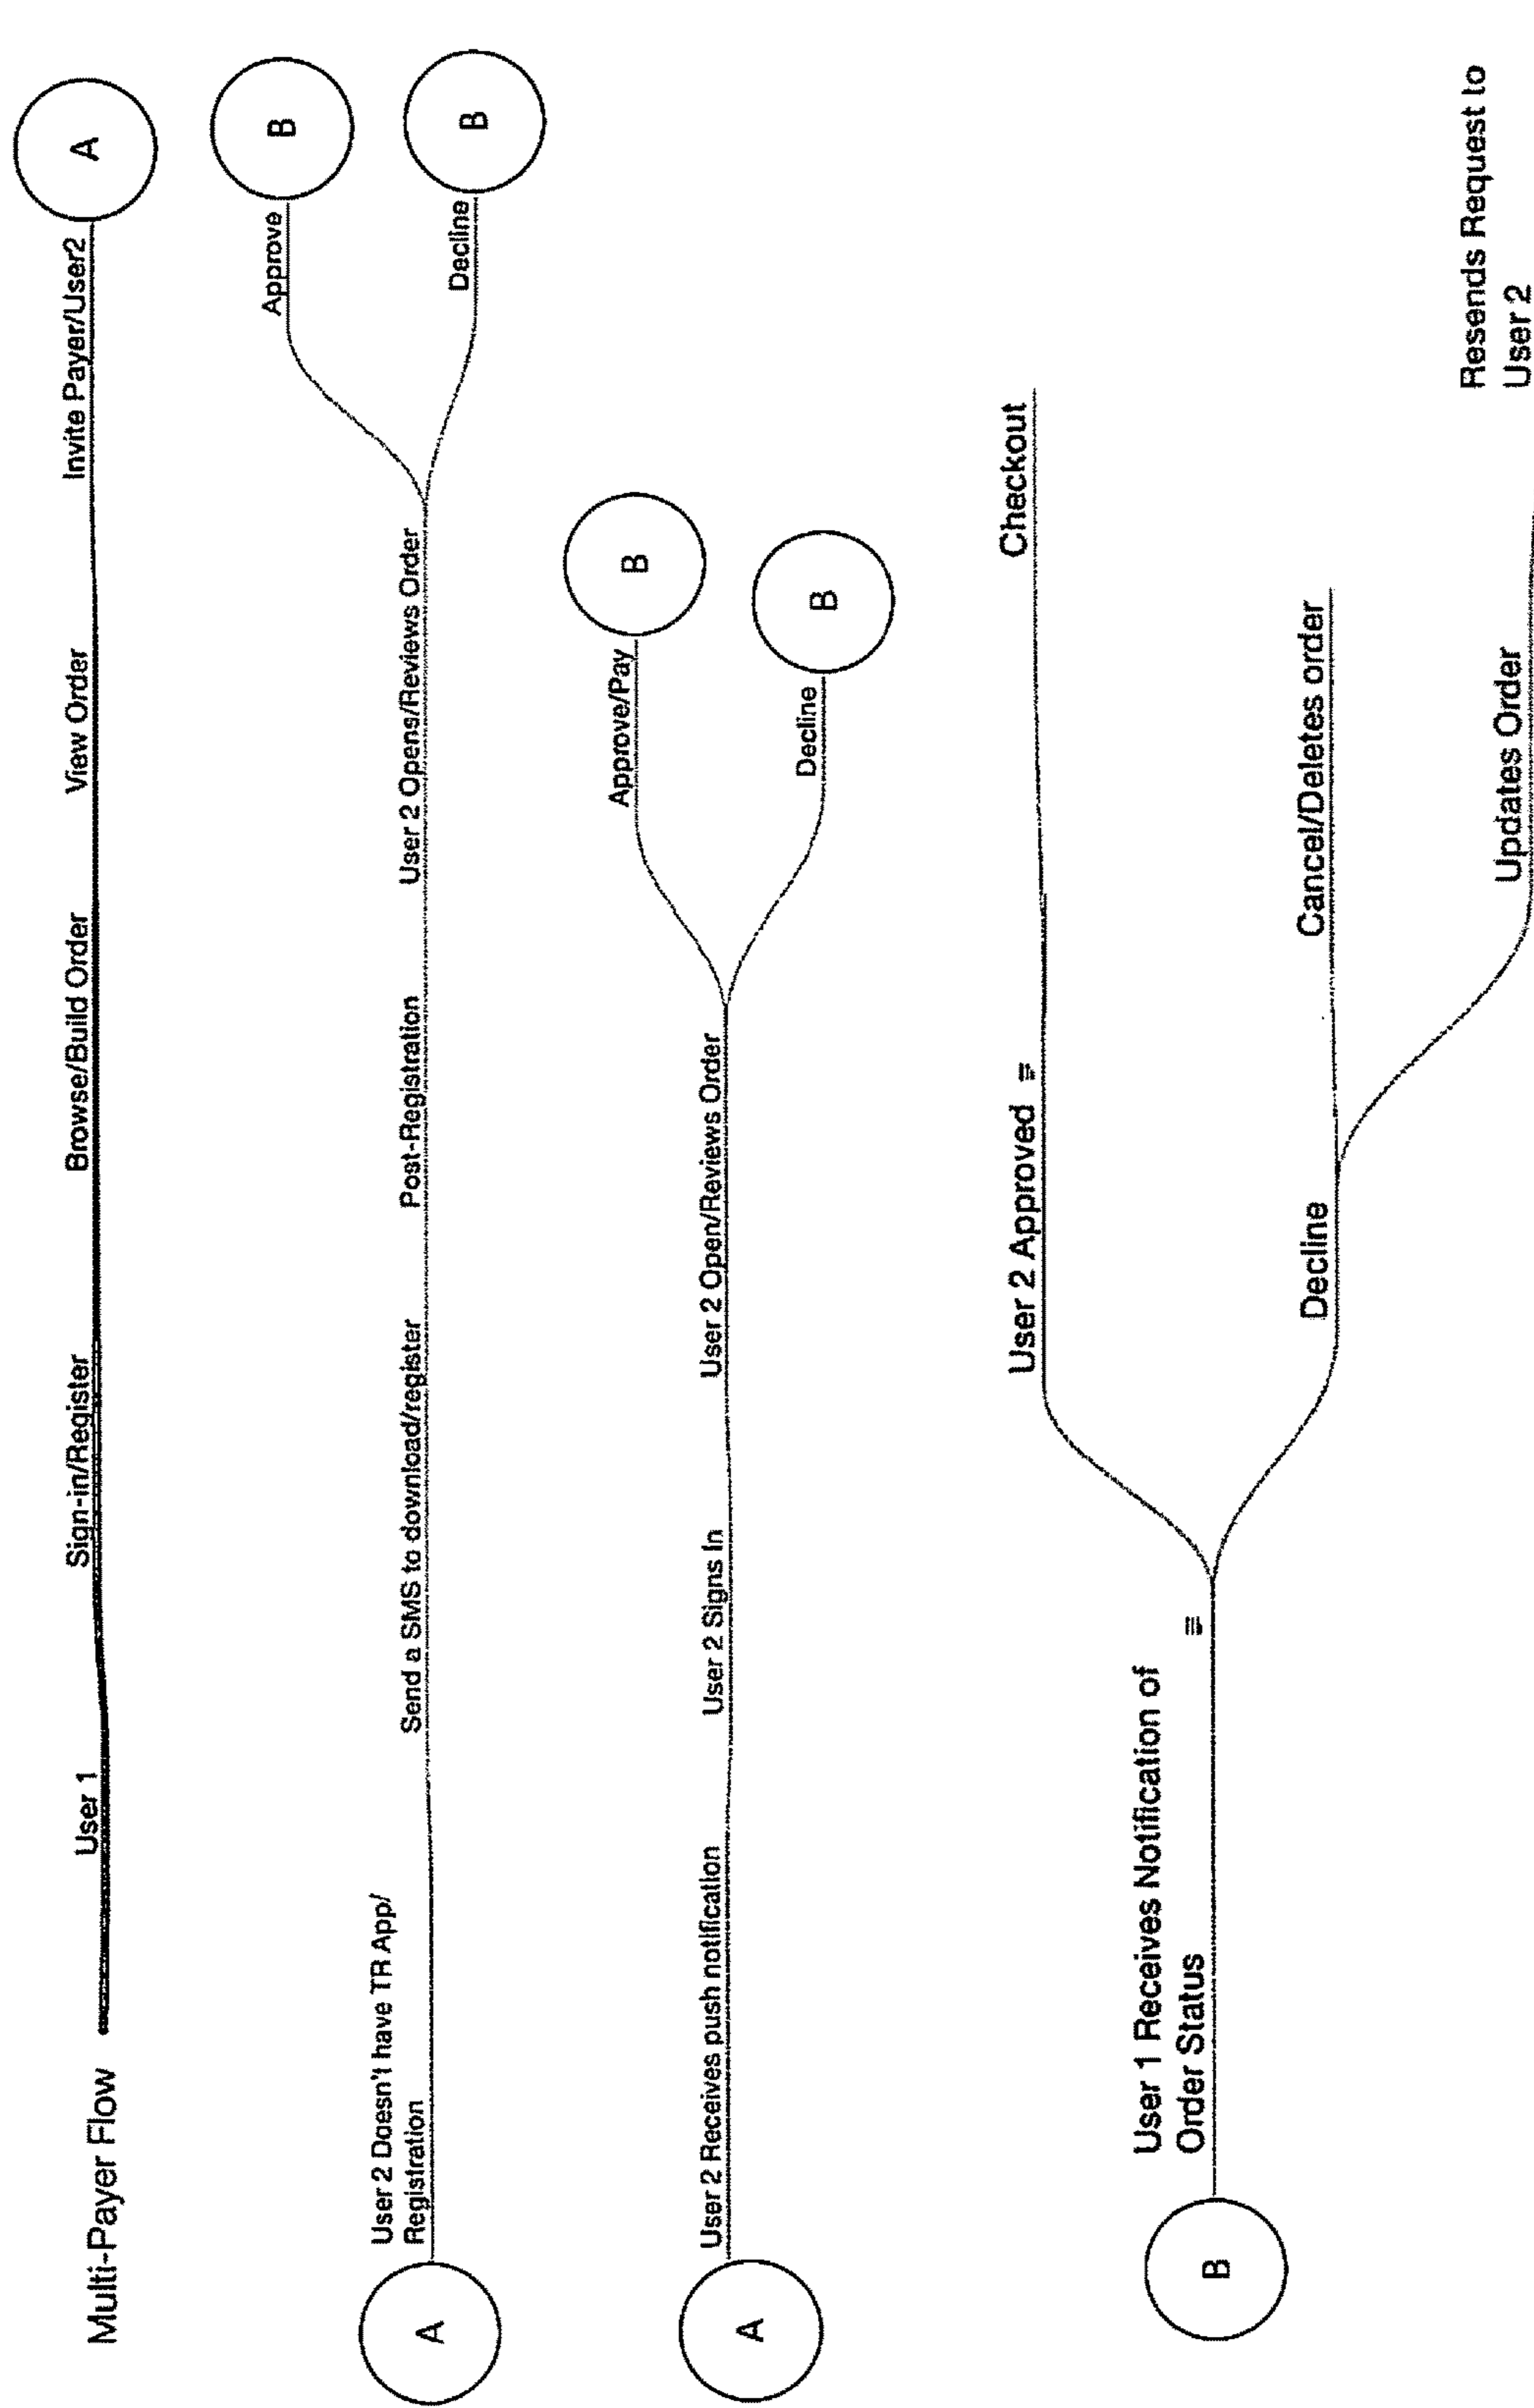 Multi-Payer Flow
User 1
Sign-in/Register
Browse/Build Order
View Order
Invite Payer/User2
A
A
User 2 Doesn't have TR App/
Registration
Send a SMS to download/register
Post-Registration
User 2 Opens/Reviews Order
Approve
B
Decline
B
A
User 2 Receives push notification
User 2 Signs In
User 2 Open/Reviews Order
Approve/Pay
B
Decline
B
B
User 1 Receives Notification of
Order Status
User 2 Approved
Checkout
Decline
Cancel/Deletes order
Updates Order
Resends Request to
User 2